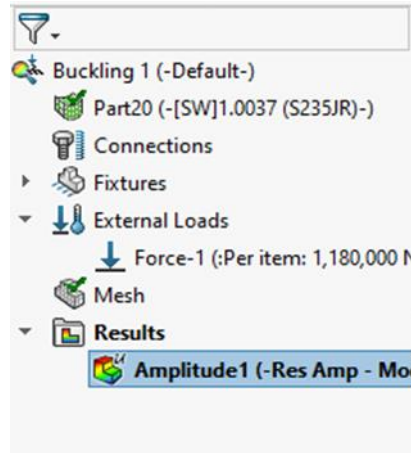 Buckling 1 (-Default-)
Part20 (-[SW]1.0037 (S235JR)-)
Connections
Fixtures
External Loads
Force-1 (:Per item: 1,180,000 N
Mesh
Results
Amplitude1 (-Res Amp - Mo